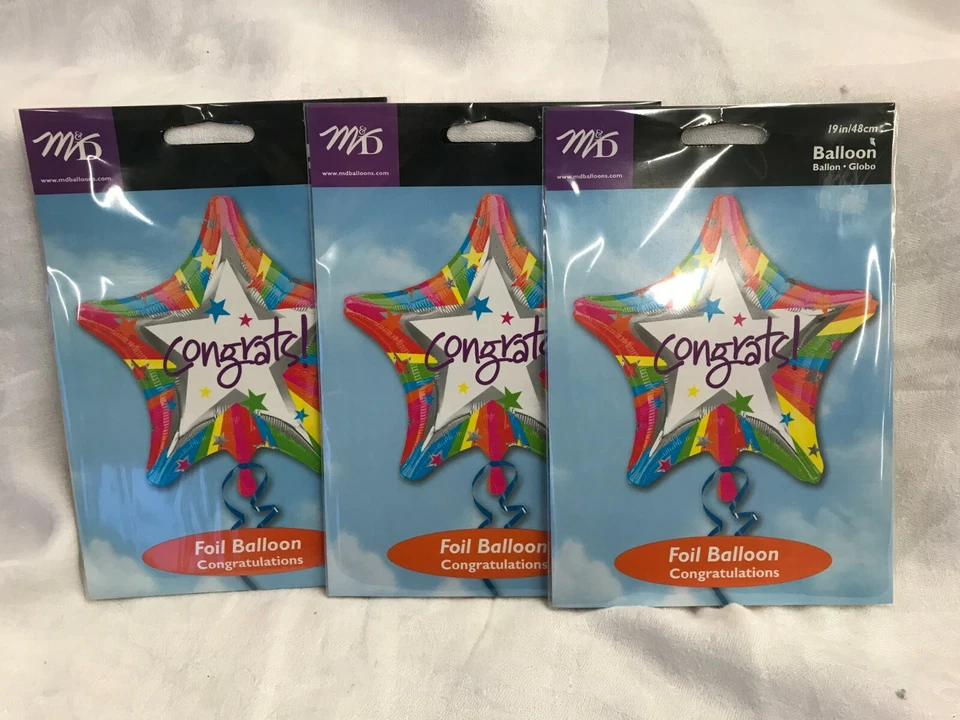 M&D
www.mdballoons.com
congrats!
Foil Balloon
Congratulations
M&D
www.mdballoons.com
congrats
Foil Balloon
Congratulations
M&D
www.mdballoons.com
19in/48cm
Balloon
Ballon • Globo
congrats!
Foil Balloon
Congratulations